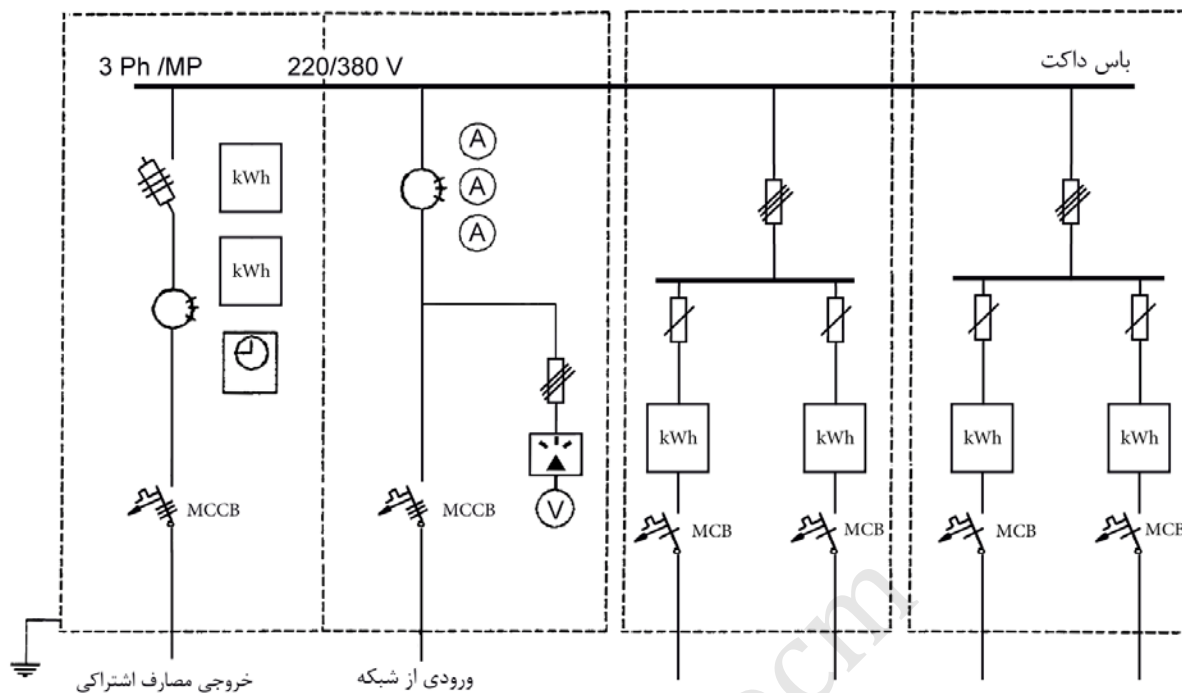 3 Ph /MP
220/380 V
باس داکت
A
A
A
kWh
kWh
kWh
kWh
kWh
kWh
V
MCCB
MCCB
MCB
MCB
MCB
MCB
خروجی مصارف اشتراکی
ورودی از شبکه